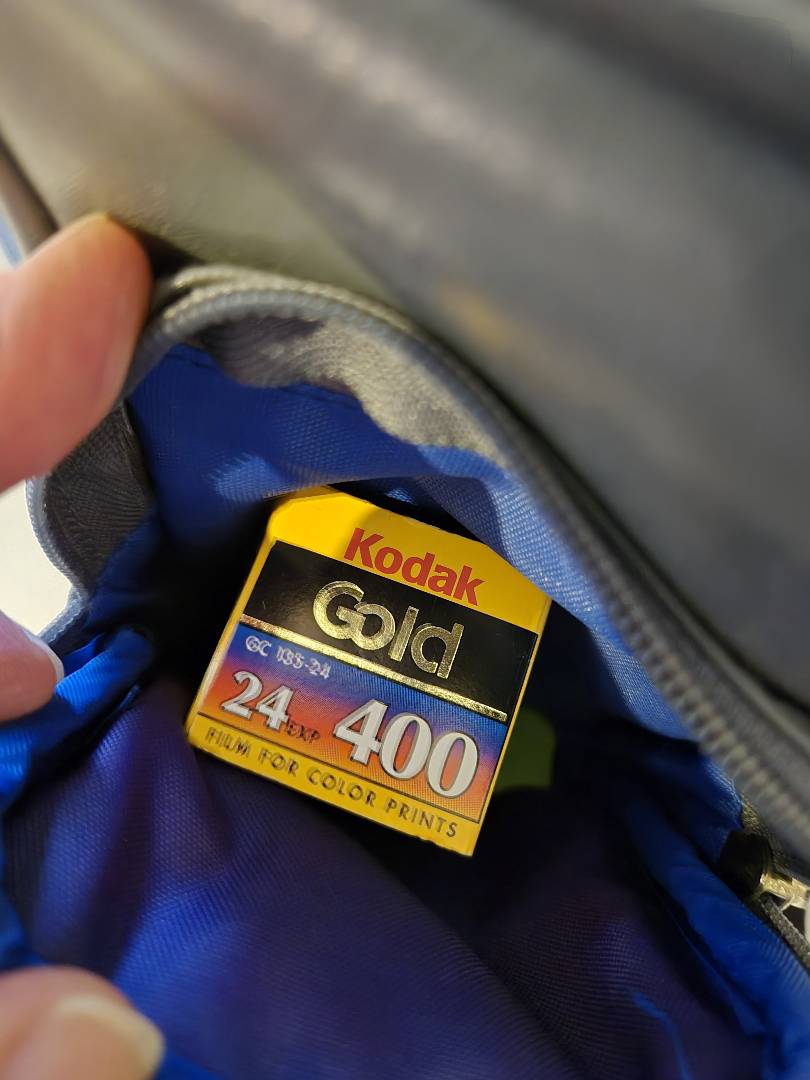 Kodak
Gold
GC 135-24
24 EXP 400
FILM FOR COLOR PRINTS